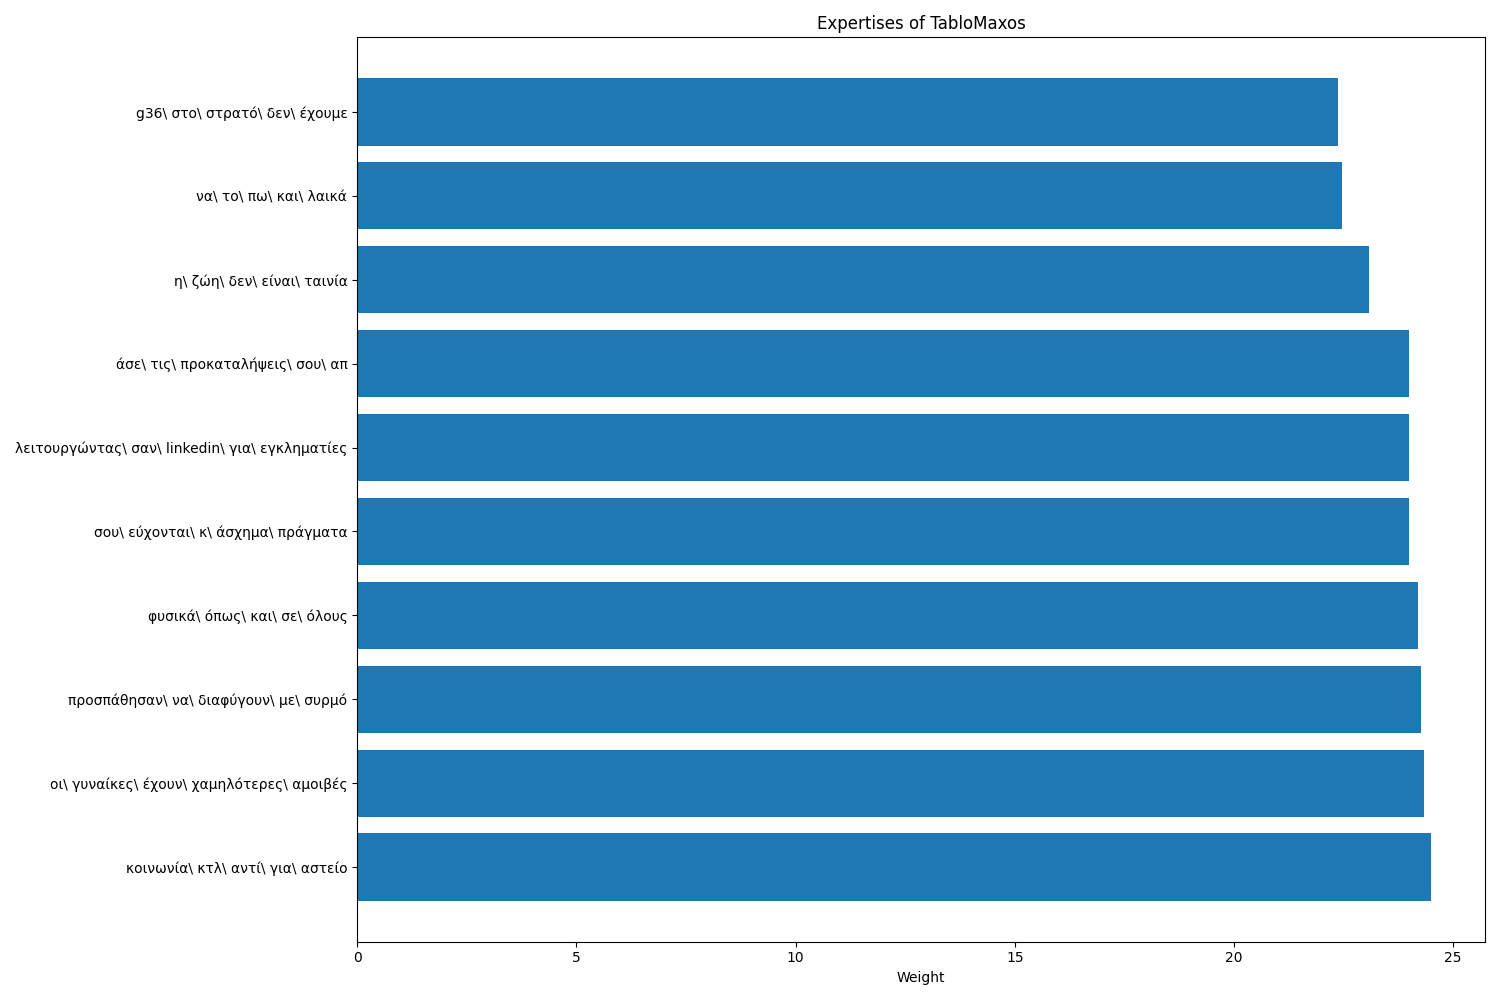 Expertises of TabloMaxos
g36\ στο\ στρατό\ δεν\ έχουμε
να\ το\ πω\ και\ λαικά
η\ ζώη\ δεν\ είναι\ ταινία
άσε\ τις\ προκαταλήψεις\ σου\ απ
λειτουργώντας\ σαν\ linkedin\ για\ εγκληματίες
σου\ εύχονται\ κ\ άσχημα\ πράγματα
φυσικά\ όπως\ και\ σε\ όλους
προσπάθησαν\ να\ διαφύγουν\ με\ συρμό
οι\ γυναίκες\ έχουν\ χαμηλότερες\ αμοιβές
κοινωνία\ κτλ\ αντί\ για\ αστείο
0 5 10 15 20 25
Weight